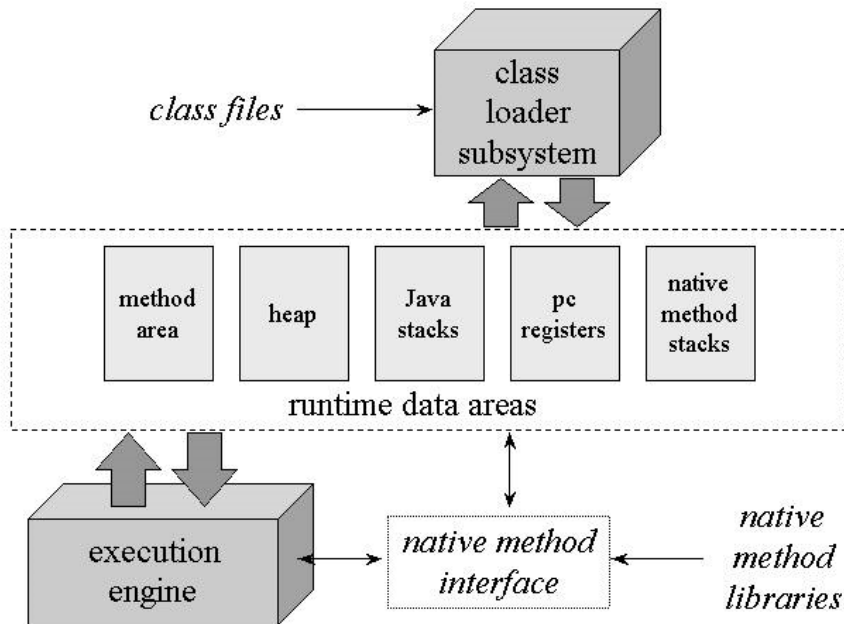 class
loader
subsystem
class files
method
area
heap
Java
stacks
pc
registers
native
method
stacks
runtime data areas
execution
engine
native method
interface
native
method
libraries